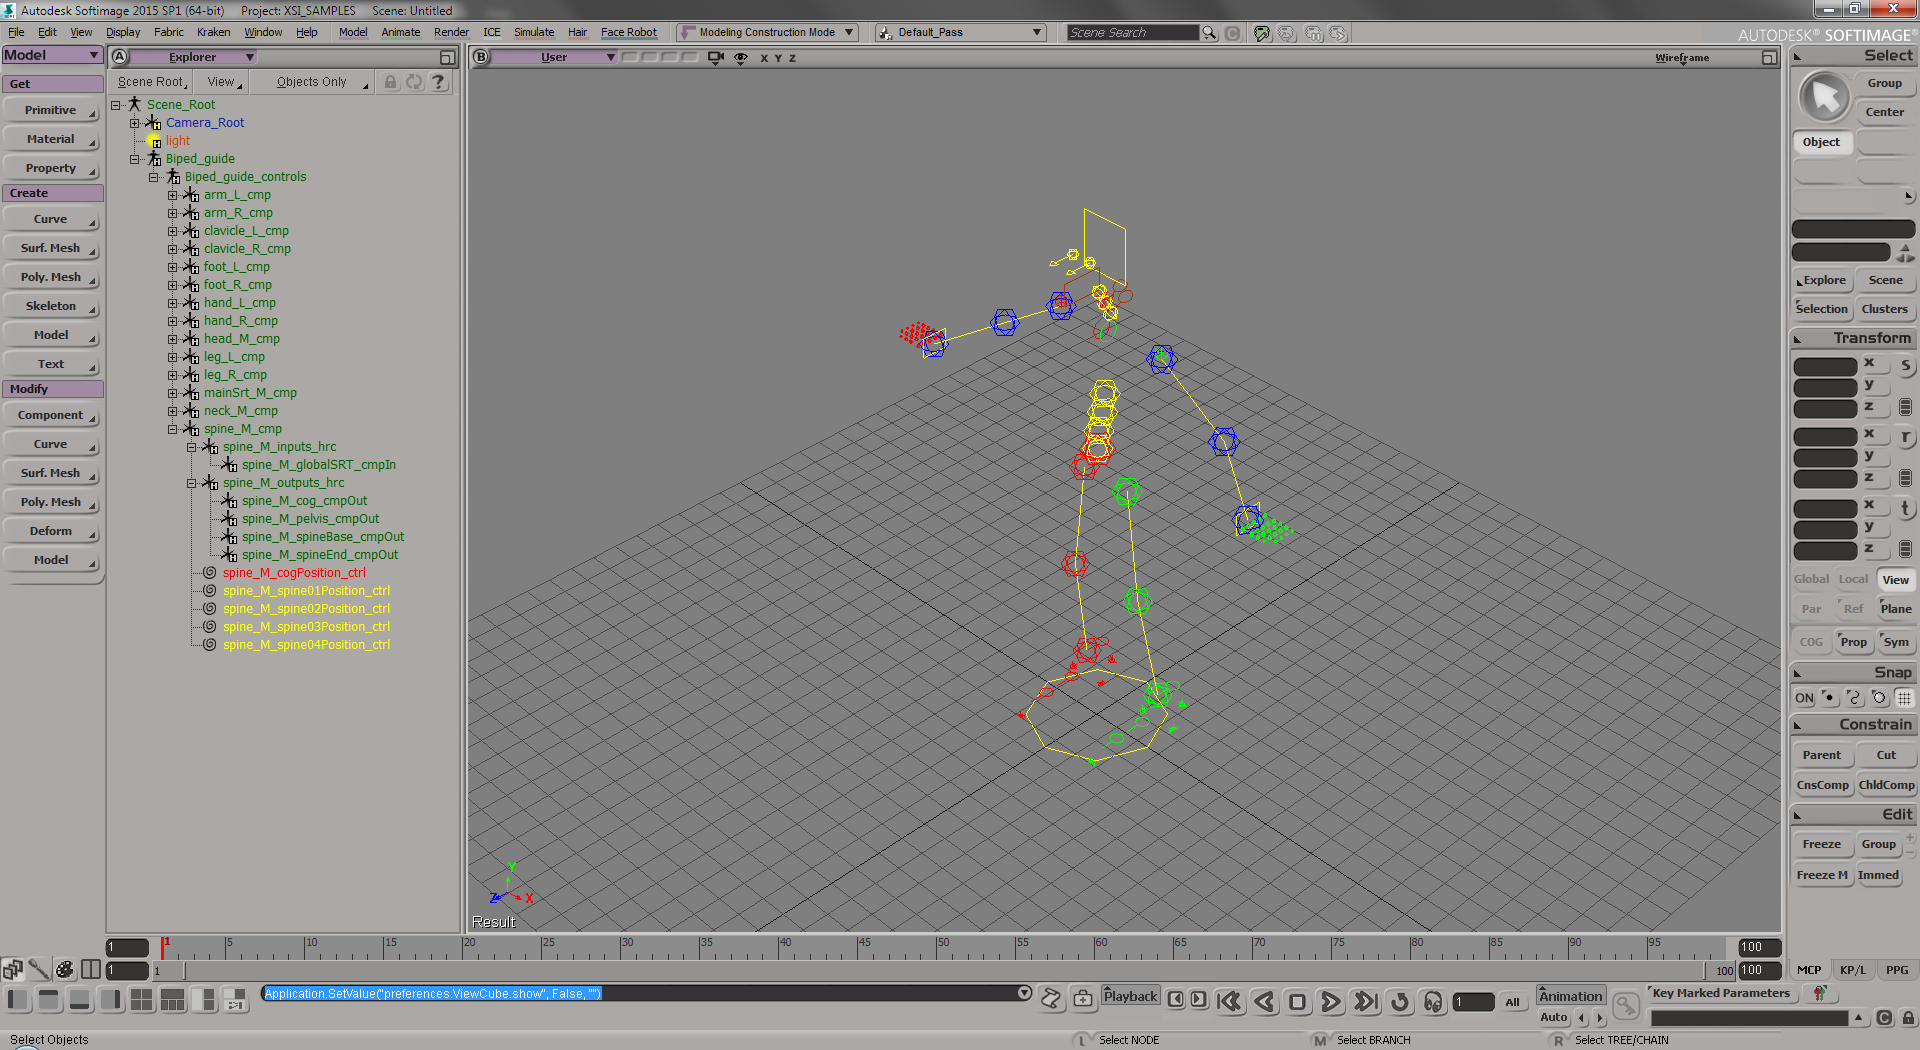 Autodesk Softimage 2015 SP1 (64-bit) Project: XSI_SAMPLES Scene: Untitled
File Edit View Display Fabric Kraken Window Help Model Animate Render ICE Simulate Hair Face Robot Modeling Construction Mode Default_Pass Scene Search AUTODESK® SOFTIMAGE®
Model A Explorer B User X Y Z Wireframe Select
Get Scene Root View Objects Only ? Group
Primitive Scene_Root Center
Material Camera_Root
light Object
Property Biped_guide
Biped_guide_controls
Create arm_L_cmp
Curve arm_R_cmp
clavicle_L_cmp
Surf. Mesh clavicle_R_cmp
Poly. Mesh foot_L_cmp Explore Scene
foot_R_cmp
Skeleton hand_L_cmp Selection Clusters
Model hand_R_cmp
head_M_cmp Transform
Text leg_L_cmp x s
leg_R_cmp y
Modify mainSrt_M_cmp z
Component neck_M_cmp
spine_M_cmp x r
Curve spine_M_inputs_hrc y
Surf. Mesh spine_M_globalSRT_cmpIn z
spine_M_outputs_hrc
Poly. Mesh spine_M_cog_cmpOut x t
spine_M_pelvis_cmpOut y
Deform spine_M_spineBase_cmpOut z
Model spine_M_spineEnd_cmpOut
spine_M_cogPosition_ctrl Global Local View
spine_M_spine01Position_ctrl
spine_M_spine02Position_ctrl Par Ref Plane
spine_M_spine03Position_ctrl
spine_M_spine04Position_ctrl COG Prop Sym
Snap
ON
Constrain
Parent Cut
CnsComp ChldComp
Edit
Freeze Group
Freeze M Immed
Y
Z X
Result
1 1 5 10 15 20 25 30 35 40 45 50 55 60 65 70 75 80 85 90 95 100
1 1 100 100 MCP KP/L PPG
Application.SetValue("preferences.ViewCube.show", False, "") Playback 1 All Animation Key Marked Parameters
Auto
Select Objects L Select NODE M Select BRANCH R Select TREE/CHAIN